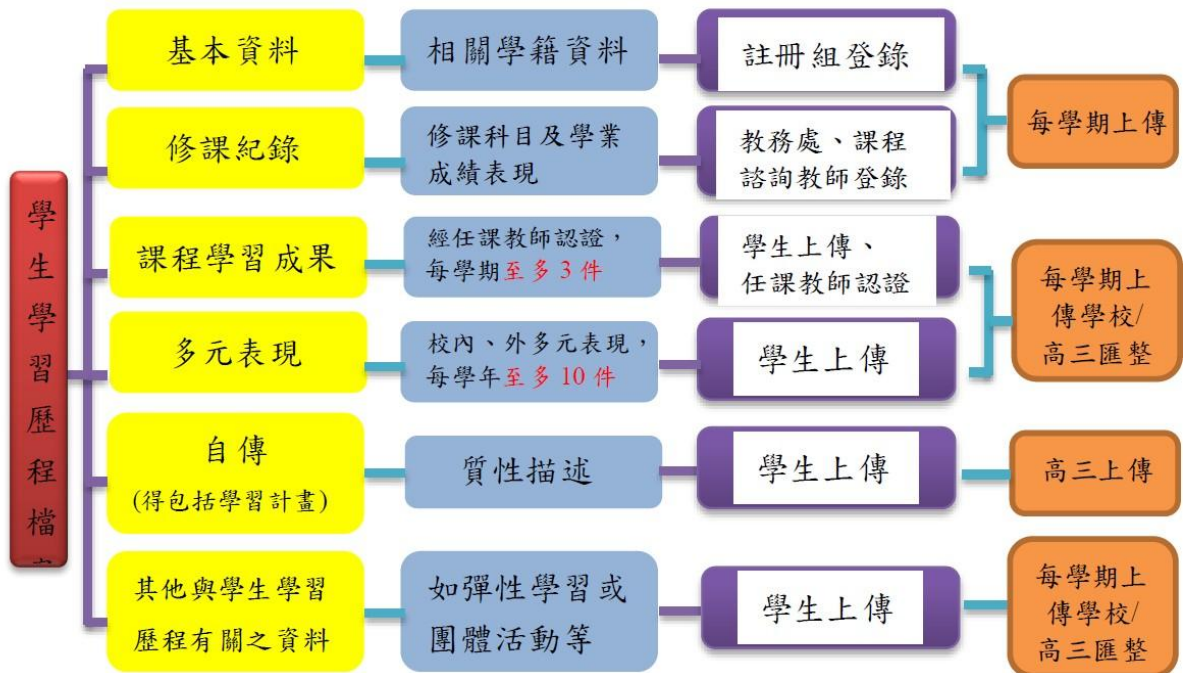 學生學習歷程檔
基本資料
相關學籍資料
註冊組登錄
每學期上傳
修課紀錄
修課科目及學業
成績表現
教務處、課程
諮詢教師登錄
課程學習成果
經任課教師認證，
每學期至多 3 件
學生上傳、
任課教師認證
每學期上
傳學校/
高三匯整
多元表現
校內、外多元表現，
每學年至多 10 件
學生上傳
自傳
(得包括學習計畫)
質性描述
學生上傳
高三上傳
其他與學生學習
歷程有關之資料
如彈性學習或
團體活動等
學生上傳
每學期上
傳學校/
高三匯整